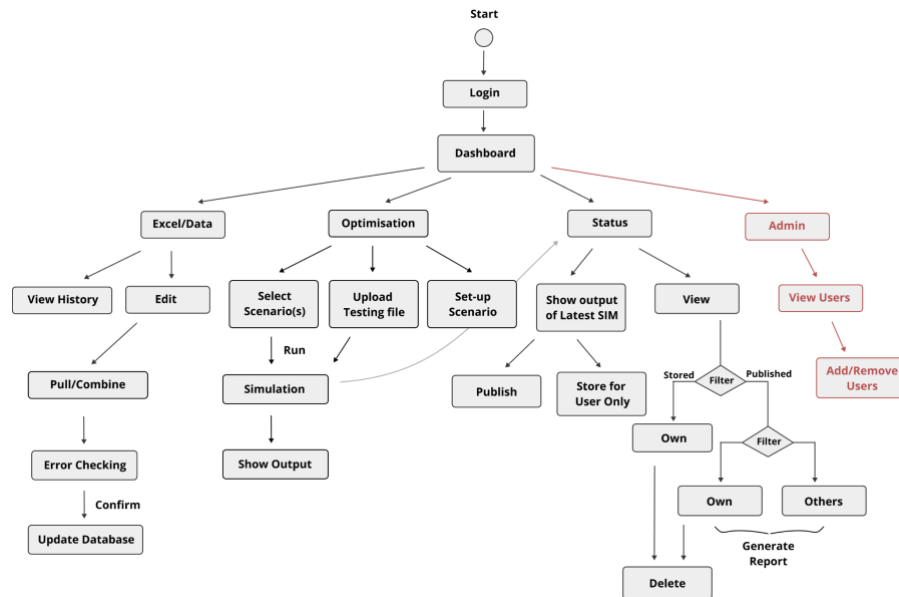 Start
Login
Dashboard
Excel/Data
Optimisation
Status
Admin
View History
Edit
Select
Scenario(s)
Upload
Testing file
Set-up
Scenario
Show output
of Latest SIM
View
View Users
Run
Pull/Combine
Simulation
Publish
Store for
User Only
Stored
Filter
Published
Add/Remove
Users
Own
Filter
Error Checking
Show Output
Confirm
Own
Others
Update Database
Generate
Report
Delete